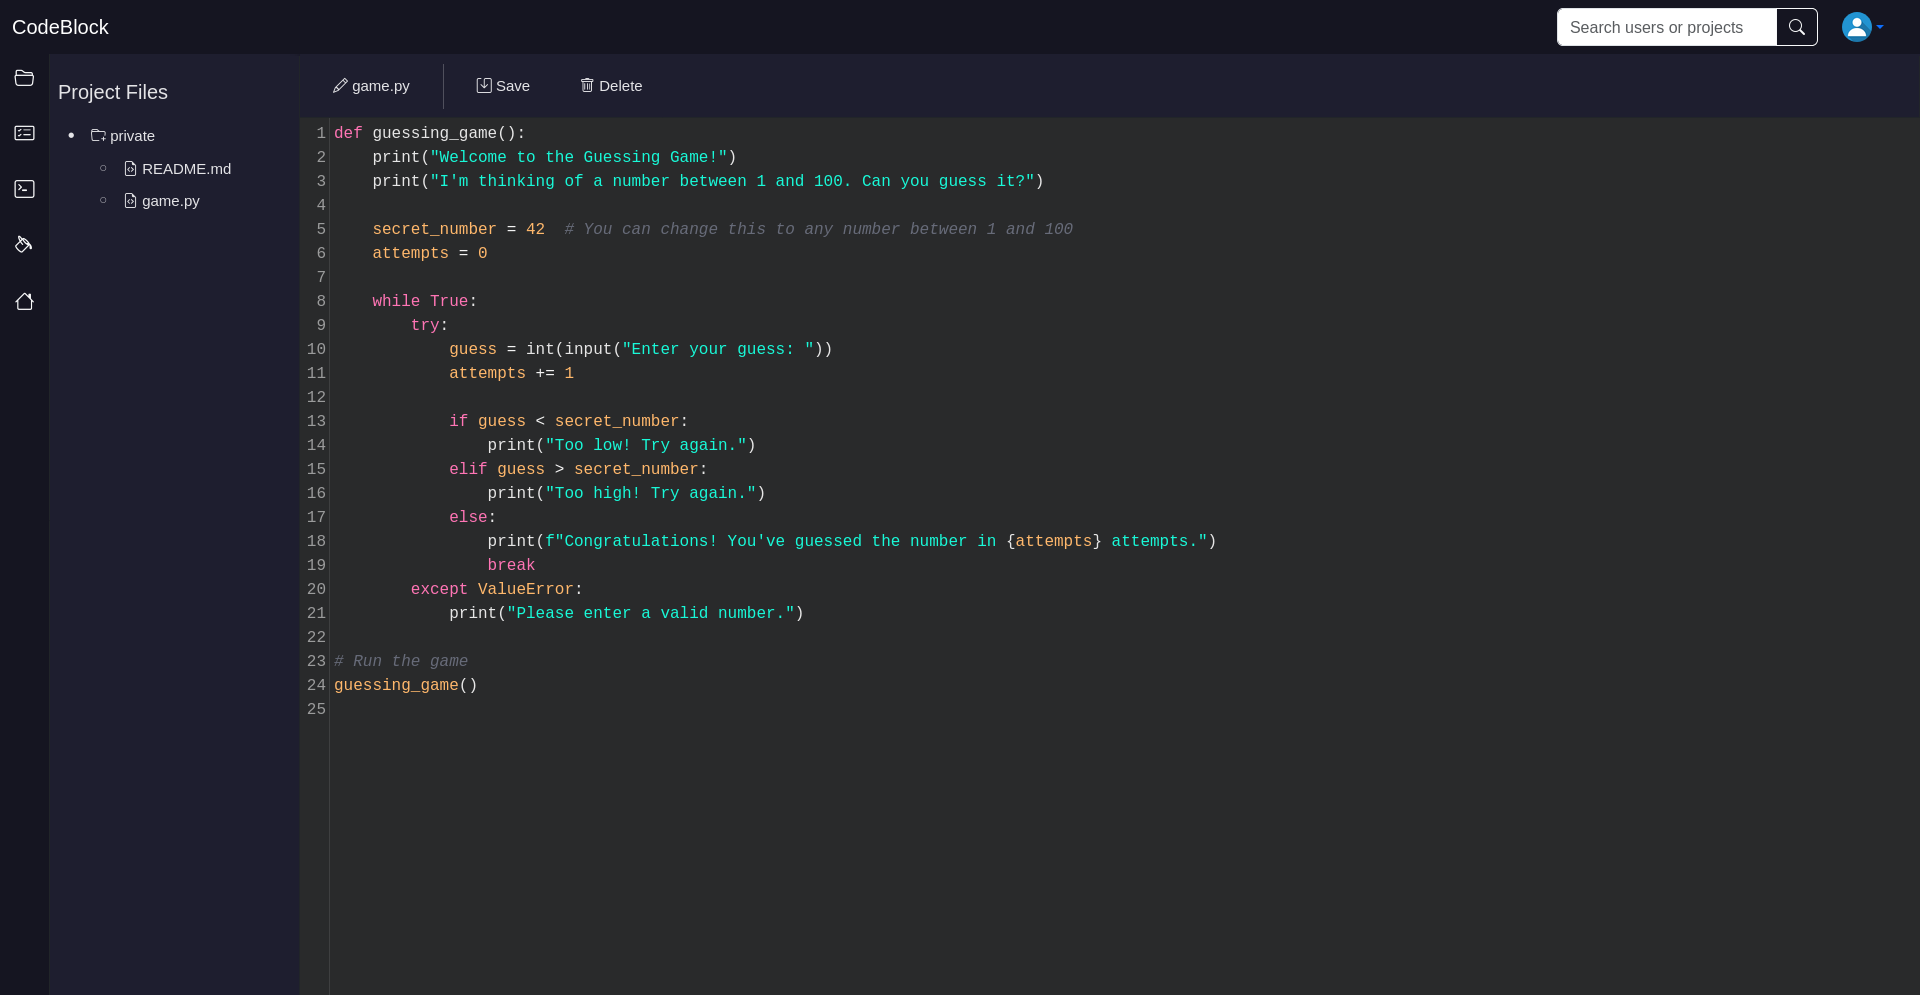 CodeBlock
Search users or projects
Project Files
private
README.md
game.py
game.py Save Delete
1 def guessing_game():
2     print("Welcome to the Guessing Game!")
3     print("I'm thinking of a number between 1 and 100. Can you guess it?")
4
5     secret_number = 42  # You can change this to any number between 1 and 100
6     attempts = 0
7
8     while True:
9         try:
10             guess = int(input("Enter your guess: "))
11             attempts += 1
12
13             if guess < secret_number:
14                 print("Too low! Try again.")
15             elif guess > secret_number:
16                 print("Too high! Try again.")
17             else:
18                 print(f"Congratulations! You've guessed the number in {attempts} attempts.")
19                 break
20         except ValueError:
21             print("Please enter a valid number.")
22
23 # Run the game
24 guessing_game()
25